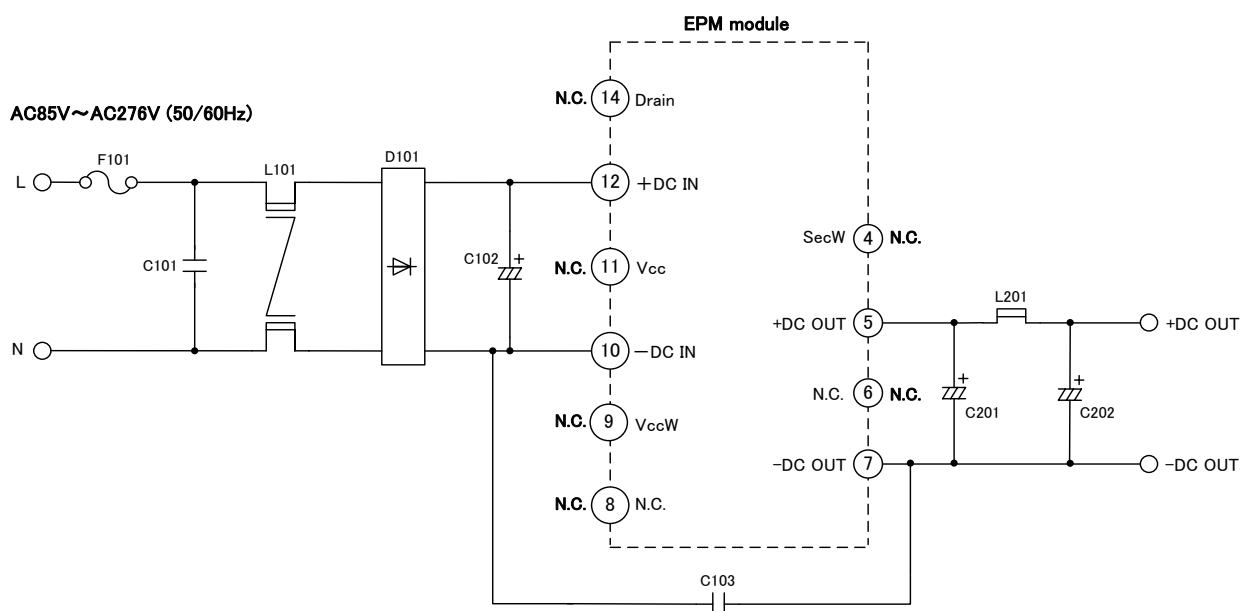 EPM module
N.C. 14 Drain
AC85V～AC276V (50/60Hz)
F101
L101
D101
L
12 ＋DC IN
SecW 4 N.C.
C101
C102 +
N.C. 11 Vcc
L201
+DC OUT 5
+DC OUT
N
10 －DC IN
N.C. 6 N.C.
+
C201
+
C202
N.C. 9 VccW
－DC OUT 7
－DC OUT
N.C. 8 N.C.
C103